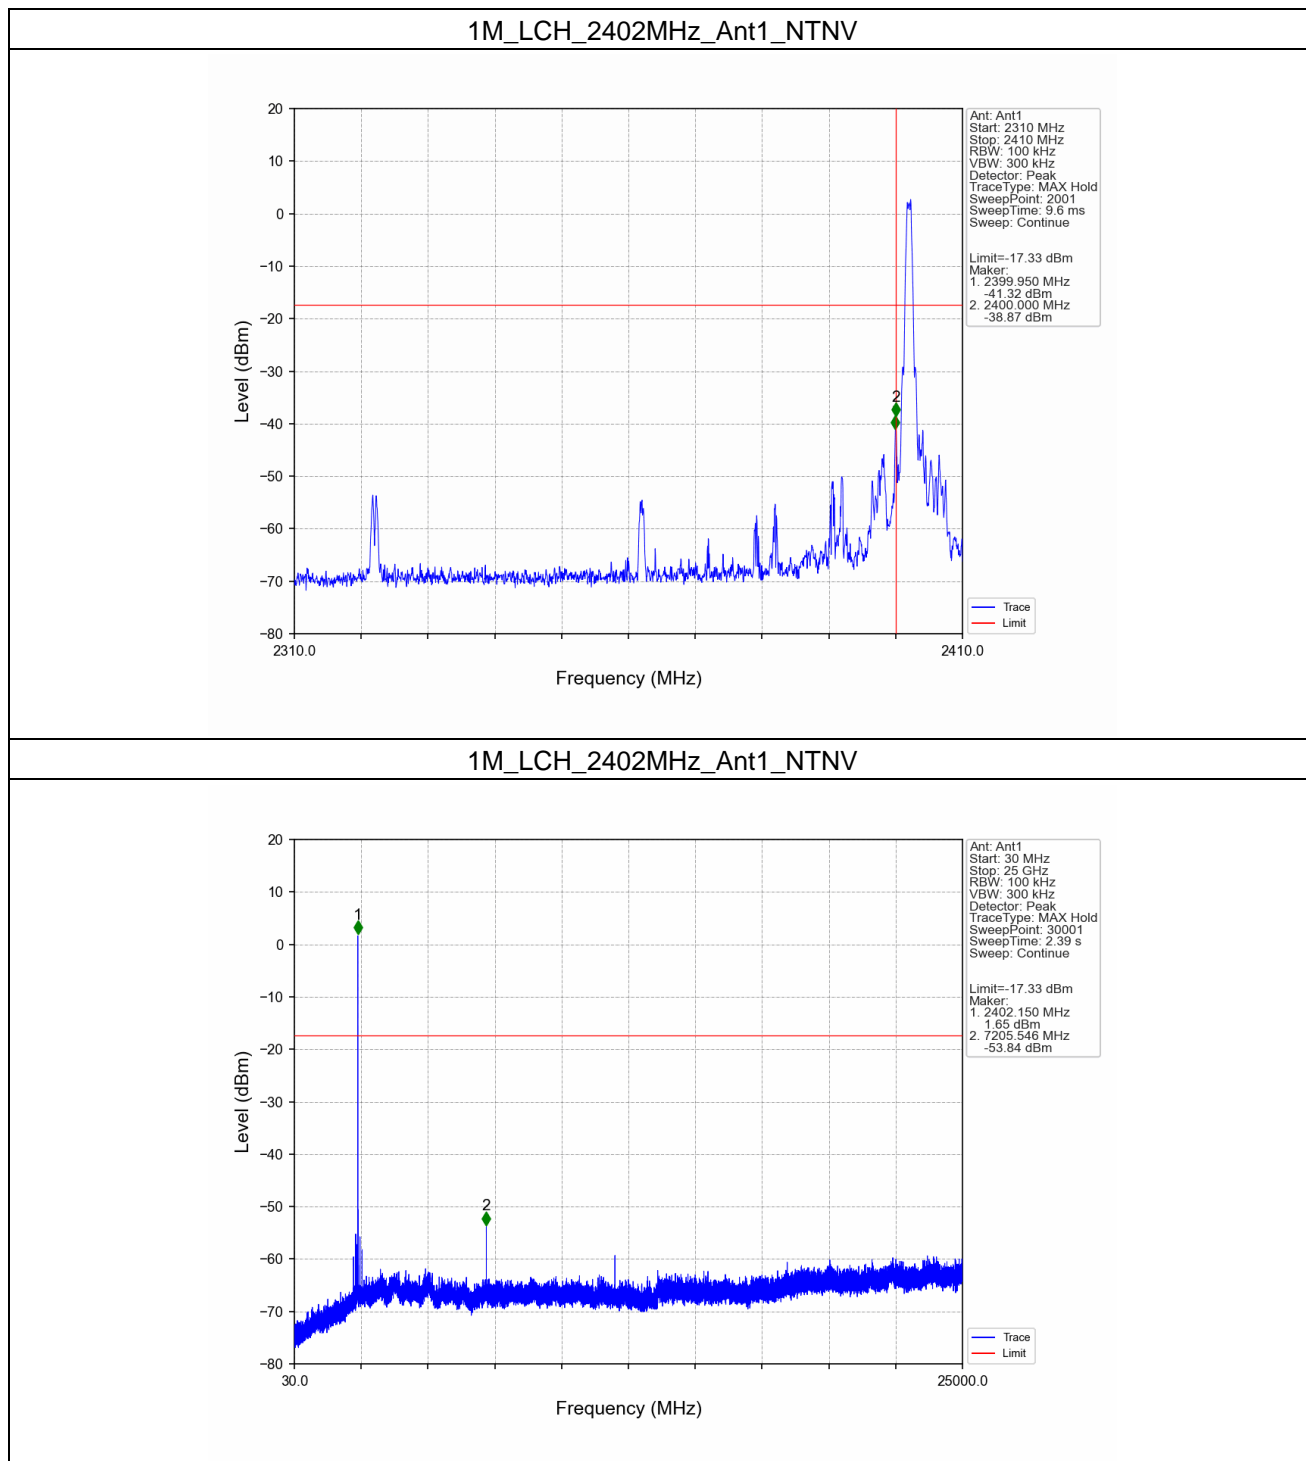 1M_LCH_2402MHz_Ant1_NTNV
20
10
0
−10
−20
−30
−40
−50
−60
−70
−80
Level (dBm)
2310.0
2410.0
Frequency (MHz)
2
Ant: Ant1
Start: 2310 MHz
Stop: 2410 MHz
RBW: 100 kHz
VBW: 300 kHz
Detector: Peak
TraceType: MAX Hold
SweepPoint: 2001
SweepTime: 9.6 ms
Sweep: Continue
Limit=-17.33 dBm
Maker:
1. 2399.950 MHz
-41.32 dBm
2. 2400.000 MHz
-38.87 dBm
Trace
Limit
1M_LCH_2402MHz_Ant1_NTNV
20
10
0
−10
−20
−30
−40
−50
−60
−70
−80
Level (dBm)
30.0
25000.0
Frequency (MHz)
1
2
Ant: Ant1
Start: 30 MHz
Stop: 25 GHz
RBW: 100 kHz
VBW: 300 kHz
Detector: Peak
TraceType: MAX Hold
SweepPoint: 30001
SweepTime: 2.39 s
Sweep: Continue
Limit=-17.33 dBm
Maker:
1. 2402.150 MHz
1.65 dBm
2. 7205.546 MHz
-53.84 dBm
Trace
Limit